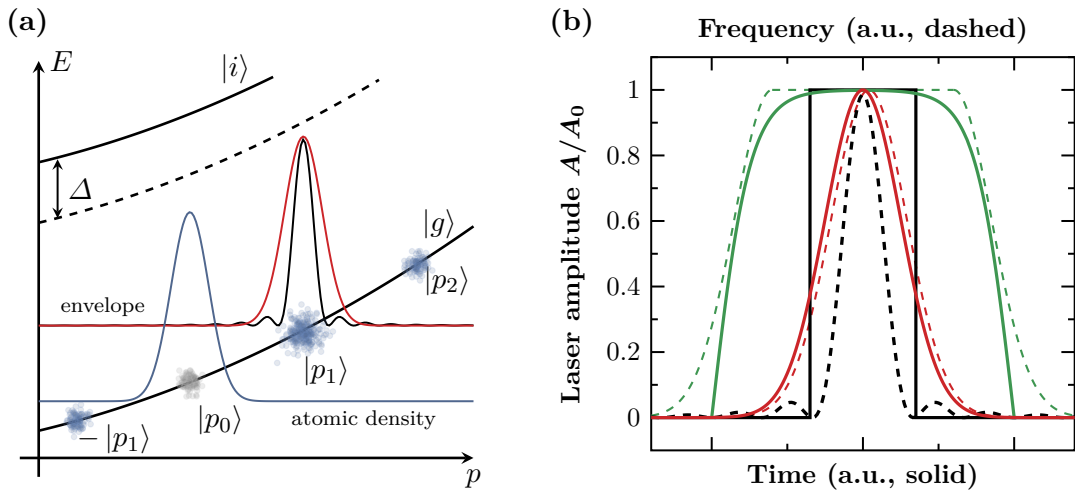 (a)
E
|i⟩
Δ
|g⟩
|p₂⟩
envelope
|p₁⟩
|p₀⟩
atomic density
−|p₁⟩
p
(b)
Frequency (a.u., dashed)
Laser amplitude A/A₀
1
0.8
0.6
0.4
0.2
0
Time (a.u., solid)